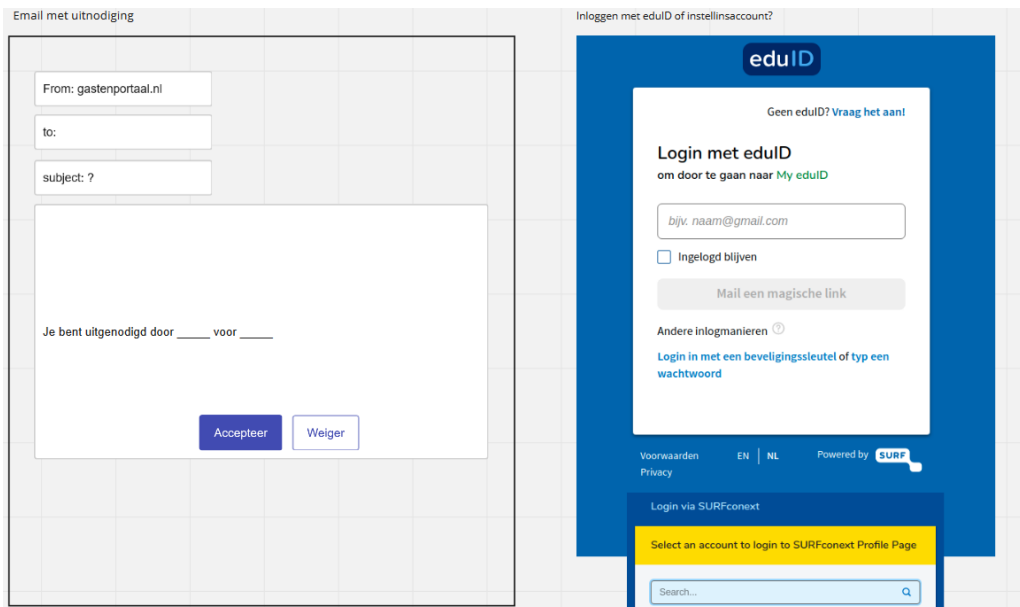 Email met uitnodiging
From: gastenportaal.nl
to:
subject: ?
Je bent uitgenodigd door _____ voor _____
Accepteer
Weiger
Inloggen met eduID of instellinsaccount?
eduID
Geen eduID? Vraag het aan!
Login met eduID
om door te gaan naar My eduID
bijv. naam@gmail.com
Ingelogd blijven
Mail een magische link
Andere inlogmanieren ?
Login in met een beveligingssleutel of typ een
wachtwoord
Voorwaarden EN NL Powered by SURF
Privacy
Login via SURFconext
Select an account to login to SURFconext Profile Page
Search...